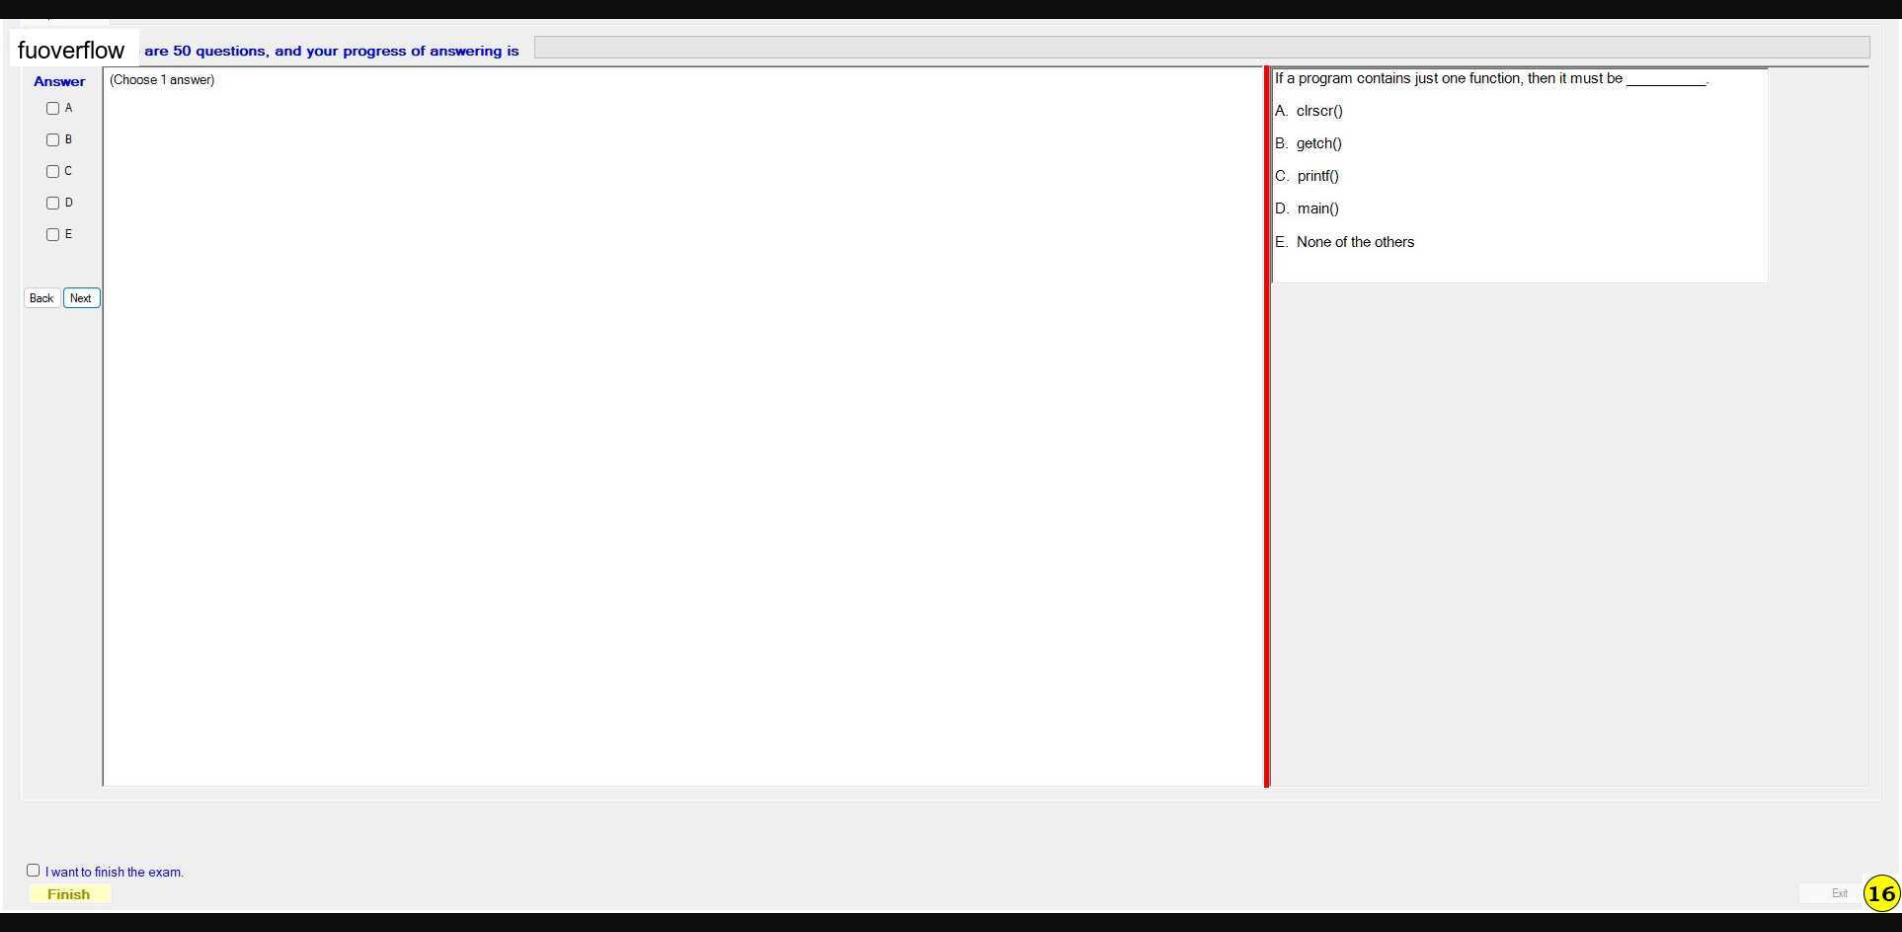 fuoverflow are 50 questions, and your progress of answering is
Answer
A
B
C
D
E
Back Next
(Choose 1 answer)
If a program contains just one function, then it must be __________.
A. clrscr()
B. getch()
C. printf()
D. main()
E. None of the others
I want to finish the exam.
Finish
Exit
16